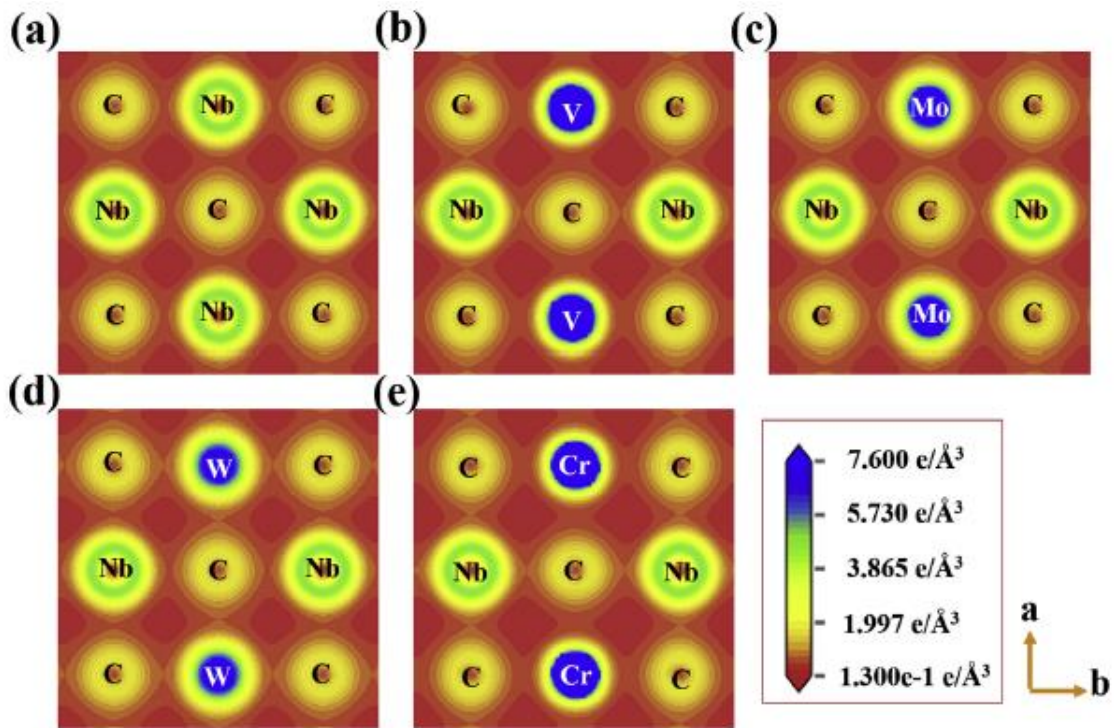 (a) (b) (c)
C Nb C C V C C Mo C
Nb C Nb Nb C Nb Nb C Nb
C Nb C C V C C Mo C
(d) (e)
C W C C Cr C
Nb C Nb Nb C Nb
C W C C Cr C
7.600 e/Å³
5.730 e/Å³
3.865 e/Å³
1.997 e/Å³
1.300e-1 e/Å³
a
b